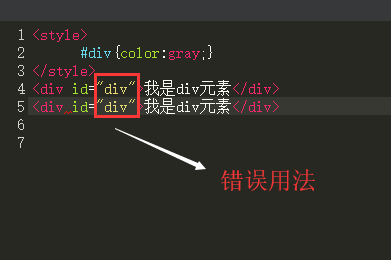 1 <style>
2 #div{color:gray;}
3 </style>
4 <div id="div">我是div元素</div>
5 <div id="div">我是div元素</div>
6
7
错误用法